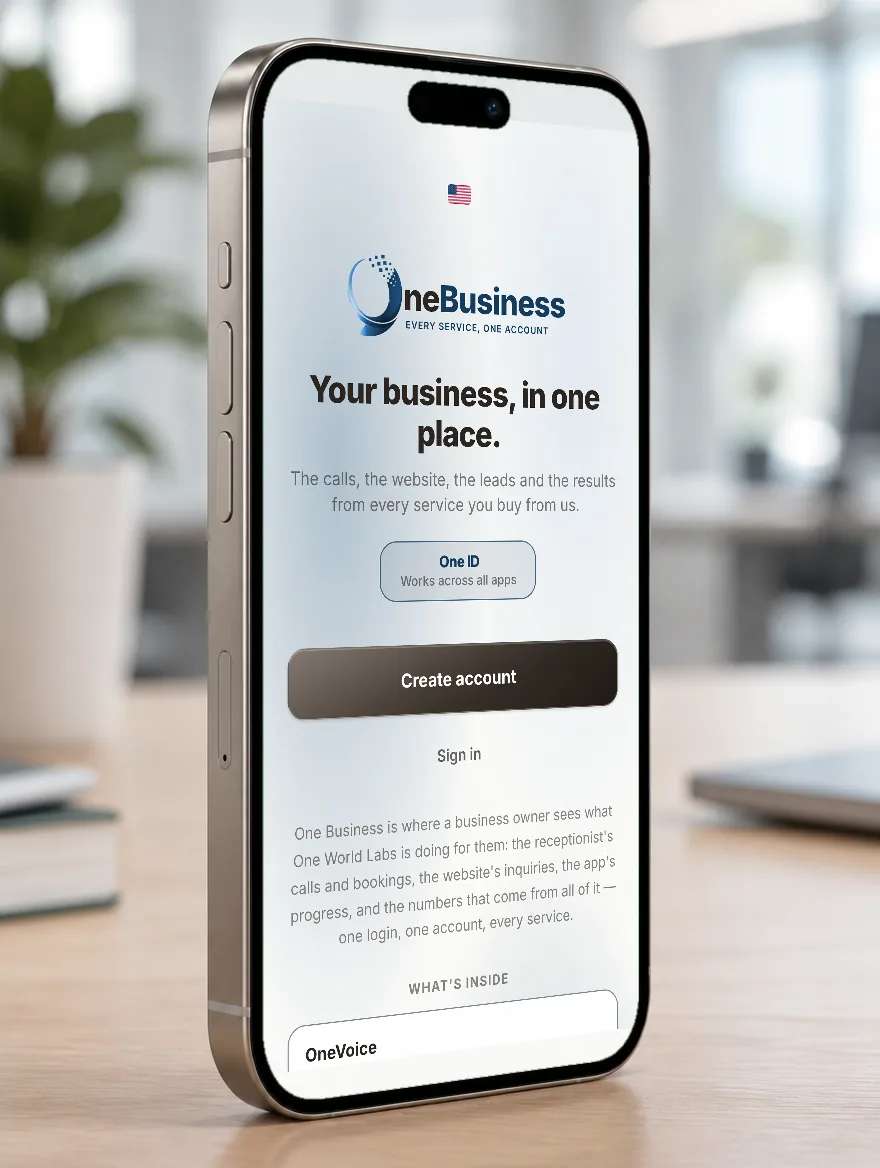 OneBusiness
EVERY SERVICE, ONE ACCOUNT
Your business, in one
place.
The calls, the website, the leads and the results
from every service you buy from us.
One ID
Works across all apps
Create account
Sign in
One Business is where a business owner sees what
One World Labs is doing for them: the receptionist's
calls and bookings, the website's inquiries, the app's
progress, and the numbers that come from all of it —
one login, one account, every service.
WHAT'S INSIDE
OneVoice